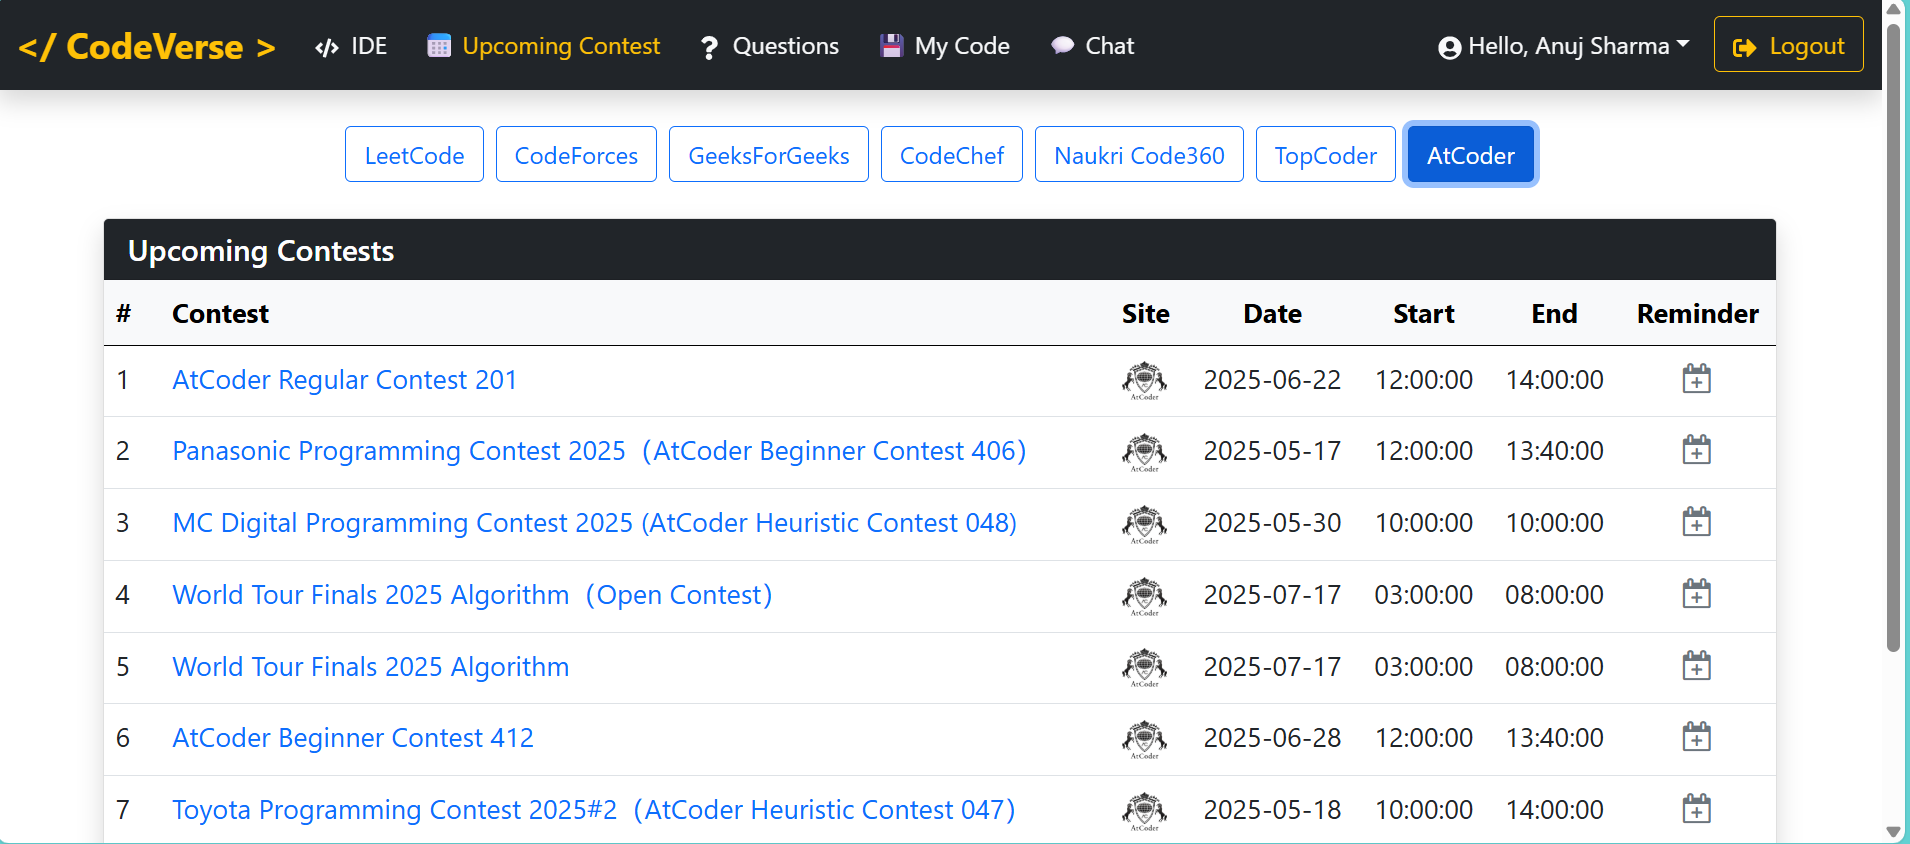 </ CodeVerse > IDE Upcoming Contest ? Questions My Code Chat Hello, Anuj Sharma Logout
LeetCode CodeForces GeeksForGeeks CodeChef Naukri Code360 TopCoder AtCoder
Upcoming Contests
# Contest Site Date Start End Reminder
1 AtCoder Regular Contest 201 AtCoder 2025-06-22 12:00:00 14:00:00
2 Panasonic Programming Contest 2025（AtCoder Beginner Contest 406） AtCoder 2025-05-17 12:00:00 13:40:00
3 MC Digital Programming Contest 2025 (AtCoder Heuristic Contest 048) AtCoder 2025-05-30 10:00:00 10:00:00
4 World Tour Finals 2025 Algorithm（Open Contest） AtCoder 2025-07-17 03:00:00 08:00:00
5 World Tour Finals 2025 Algorithm AtCoder 2025-07-17 03:00:00 08:00:00
6 AtCoder Beginner Contest 412 AtCoder 2025-06-28 12:00:00 13:40:00
7 Toyota Programming Contest 2025#2（AtCoder Heuristic Contest 047） AtCoder 2025-05-18 10:00:00 14:00:00